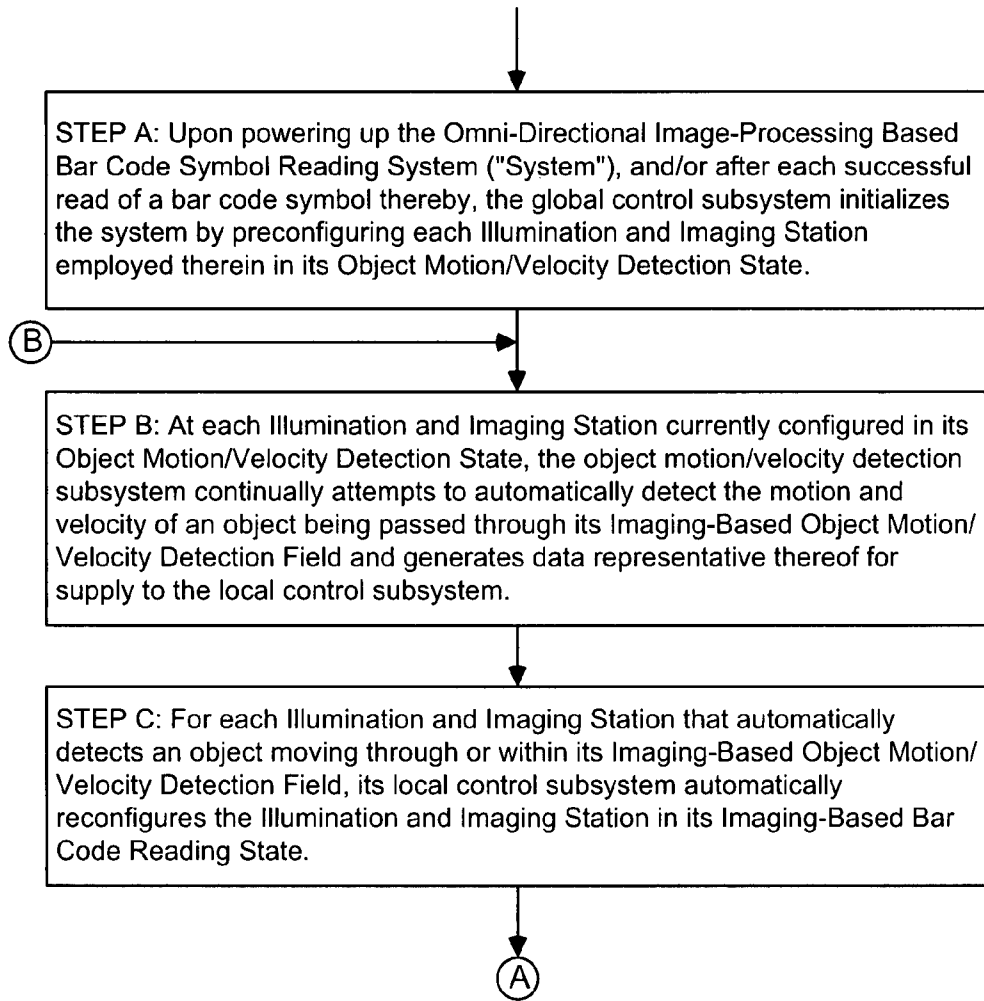 STEP A: Upon powering up the Omni-Directional Image-Processing Based
Bar Code Symbol Reading System ("System"), and/or after each successful
read of a bar code symbol thereby, the global control subsystem initializes
the system by preconfiguring each Illumination and Imaging Station
employed therein in its Object Motion/Velocity Detection State.
B
STEP B: At each Illumination and Imaging Station currently configured in its
Object Motion/Velocity Detection State, the object motion/velocity detection
subsystem continually attempts to automatically detect the motion and
velocity of an object being passed through its Imaging-Based Object Motion/
Velocity Detection Field and generates data representative thereof for
supply to the local control subsystem.
STEP C: For each Illumination and Imaging Station that automatically
detects an object moving through or within its Imaging-Based Object Motion/
Velocity Detection Field, its local control subsystem automatically
reconfigures the Illumination and Imaging Station in its Imaging-Based Bar
Code Reading State.
A